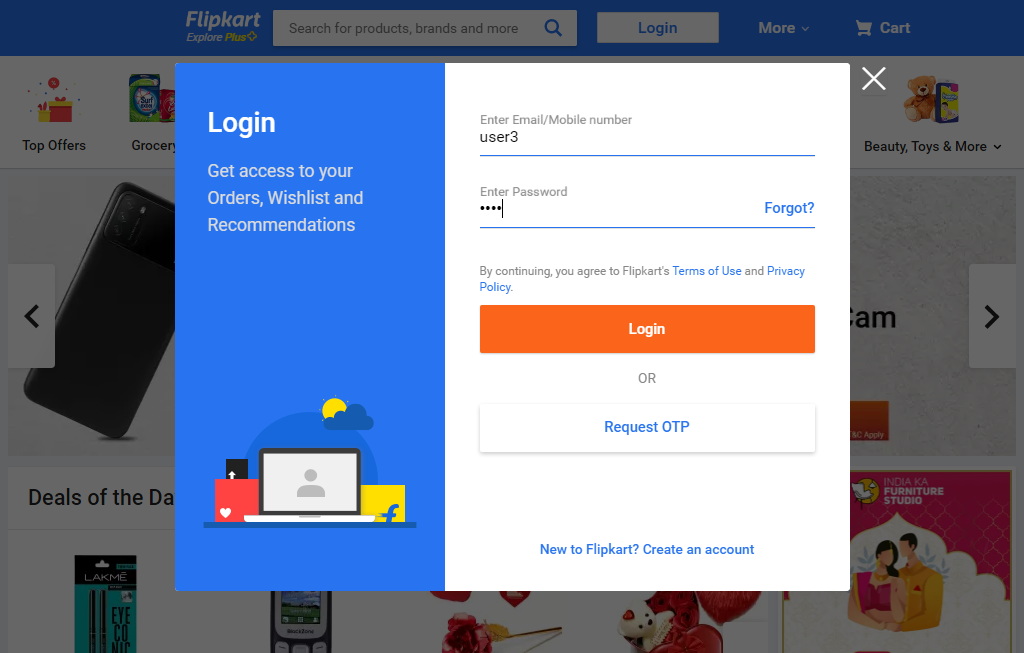 Flipkart
Explore Plus
Search for products, brands and more
Login
More
Cart
Top Offers
Grocery
Beauty, Toys & More
Login
Get access to your
Orders, Wishlist and
Recommendations
Enter Email/Mobile number
user3
Enter Password
••••
Forgot?
By continuing, you agree to Flipkart's Terms of Use and Privacy
Policy.
Login
OR
Request OTP
New to Flipkart? Create an account
Cam
T&C Apply
Deals of the Da
INDIA KA
FURNITURE
STUDIO
LAKMÉ
EYE
CO
NIC